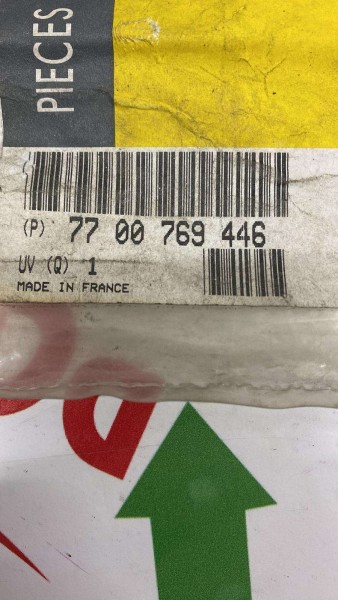 PIECES
(P) 77 00 769 446
UV (Q) 1
MADE IN FRANCE